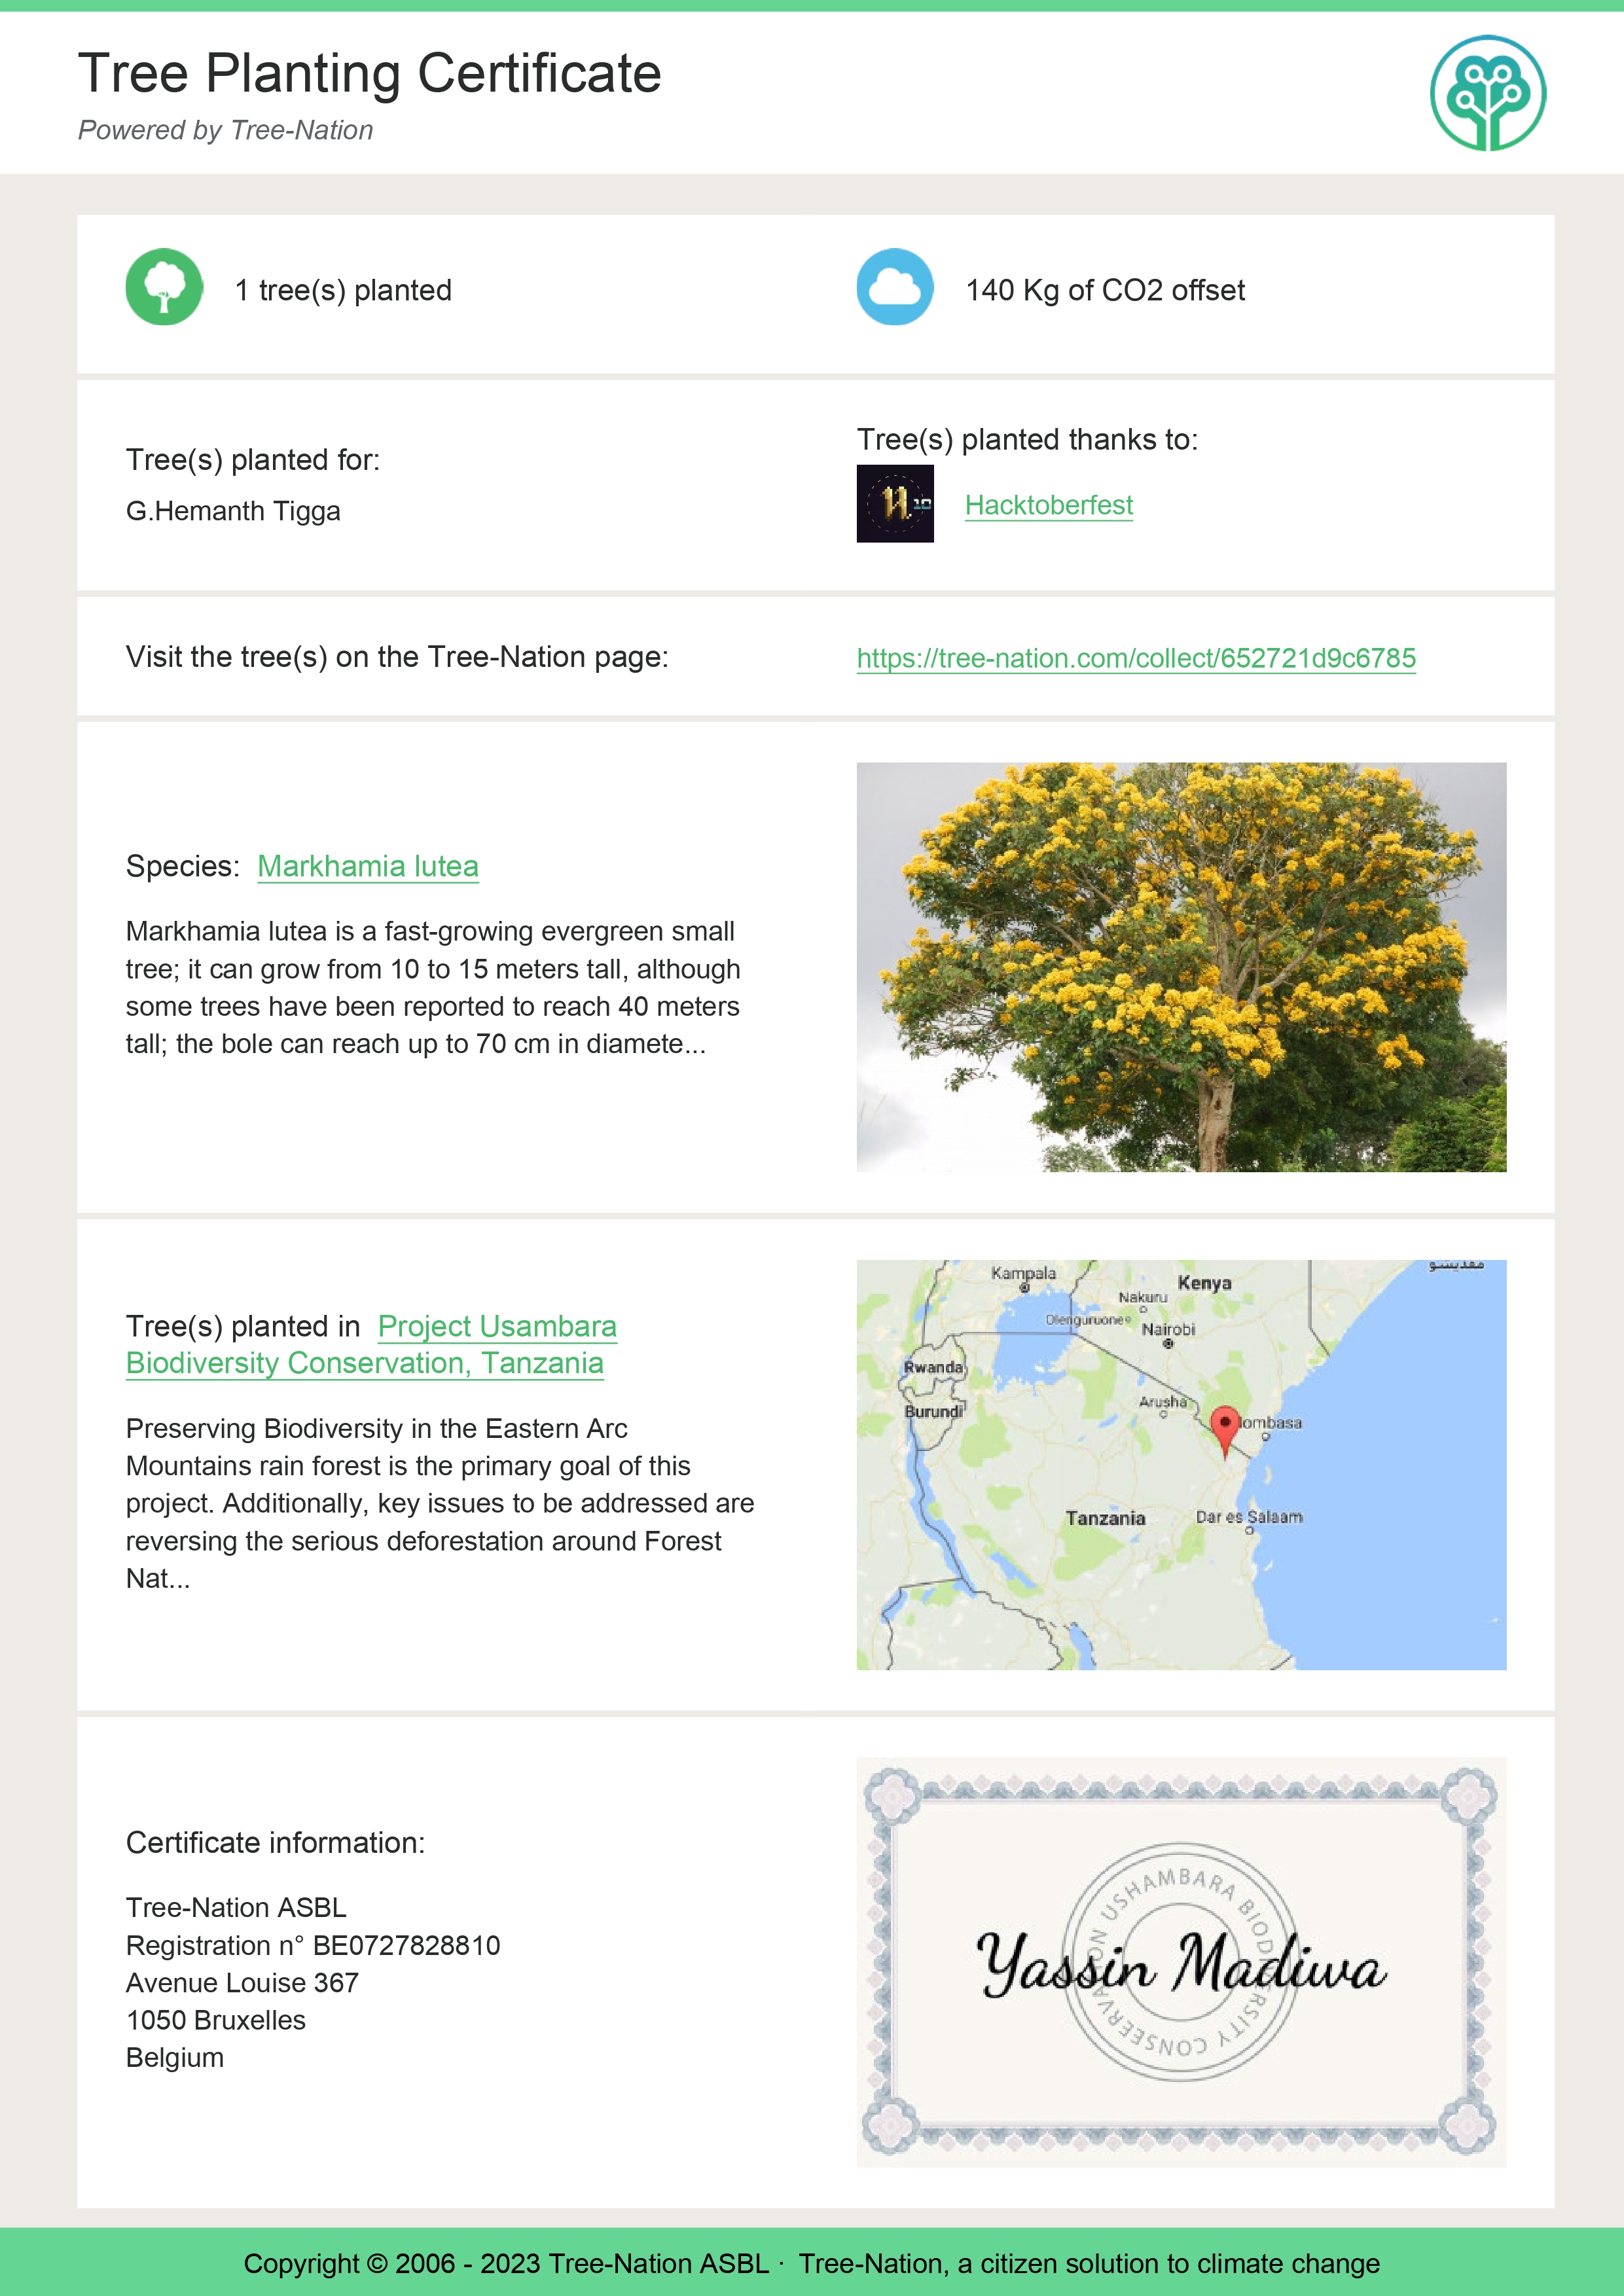 Tree Planting Certificate
Powered by Tree-Nation
1 tree(s) planted
140 Kg of CO2 offset
Tree(s) planted for:
G.Hemanth Tigga
Tree(s) planted thanks to:
10
Hacktoberfest
Visit the tree(s) on the Tree-Nation page:
https://tree-nation.com/collect/652721d9c6785
Species: Markhamia lutea
Markhamia lutea is a fast-growing evergreen small
tree; it can grow from 10 to 15 meters tall, although
some trees have been reported to reach 40 meters
tall; the bole can reach up to 70 cm in diamete...
Tree(s) planted in Project Usambara
Biodiversity Conservation, Tanzania
Preserving Biodiversity in the Eastern Arc
Mountains rain forest is the primary goal of this
project. Additionally, key issues to be addressed are
reversing the serious deforestation around Forest
Nat...
مقديشو
Kampala
Kenya
Nakuru
Olenguruone
Nairobi
Rwanda
Burundi
Arusha
lombasa
Tanzania
Dar es Salaam
Certificate information:
Tree-Nation ASBL
Registration n° BE0727828810
Avenue Louise 367
1050 Bruxelles
Belgium
USHAMBARA BIODIVERSITY CONSEERVATION
Yassin Madiwa
Copyright © 2006 - 2023 Tree-Nation ASBL · Tree-Nation, a citizen solution to climate change